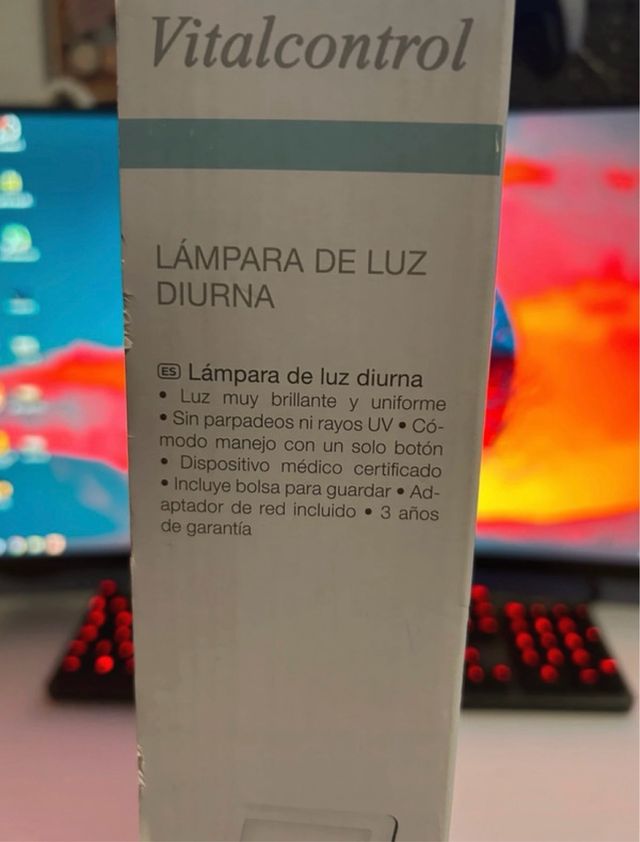 Vitalcontrol
LÁMPARA DE LUZ
DIURNA
ES Lámpara de luz diurna
• Luz muy brillante y uniforme
• Sin parpadeos ni rayos UV • Có-
modo manejo con un solo botón
• Dispositivo médico certificado
• Incluye bolsa para guardar • Ad-
aptador de red incluido • 3 años
de garantía